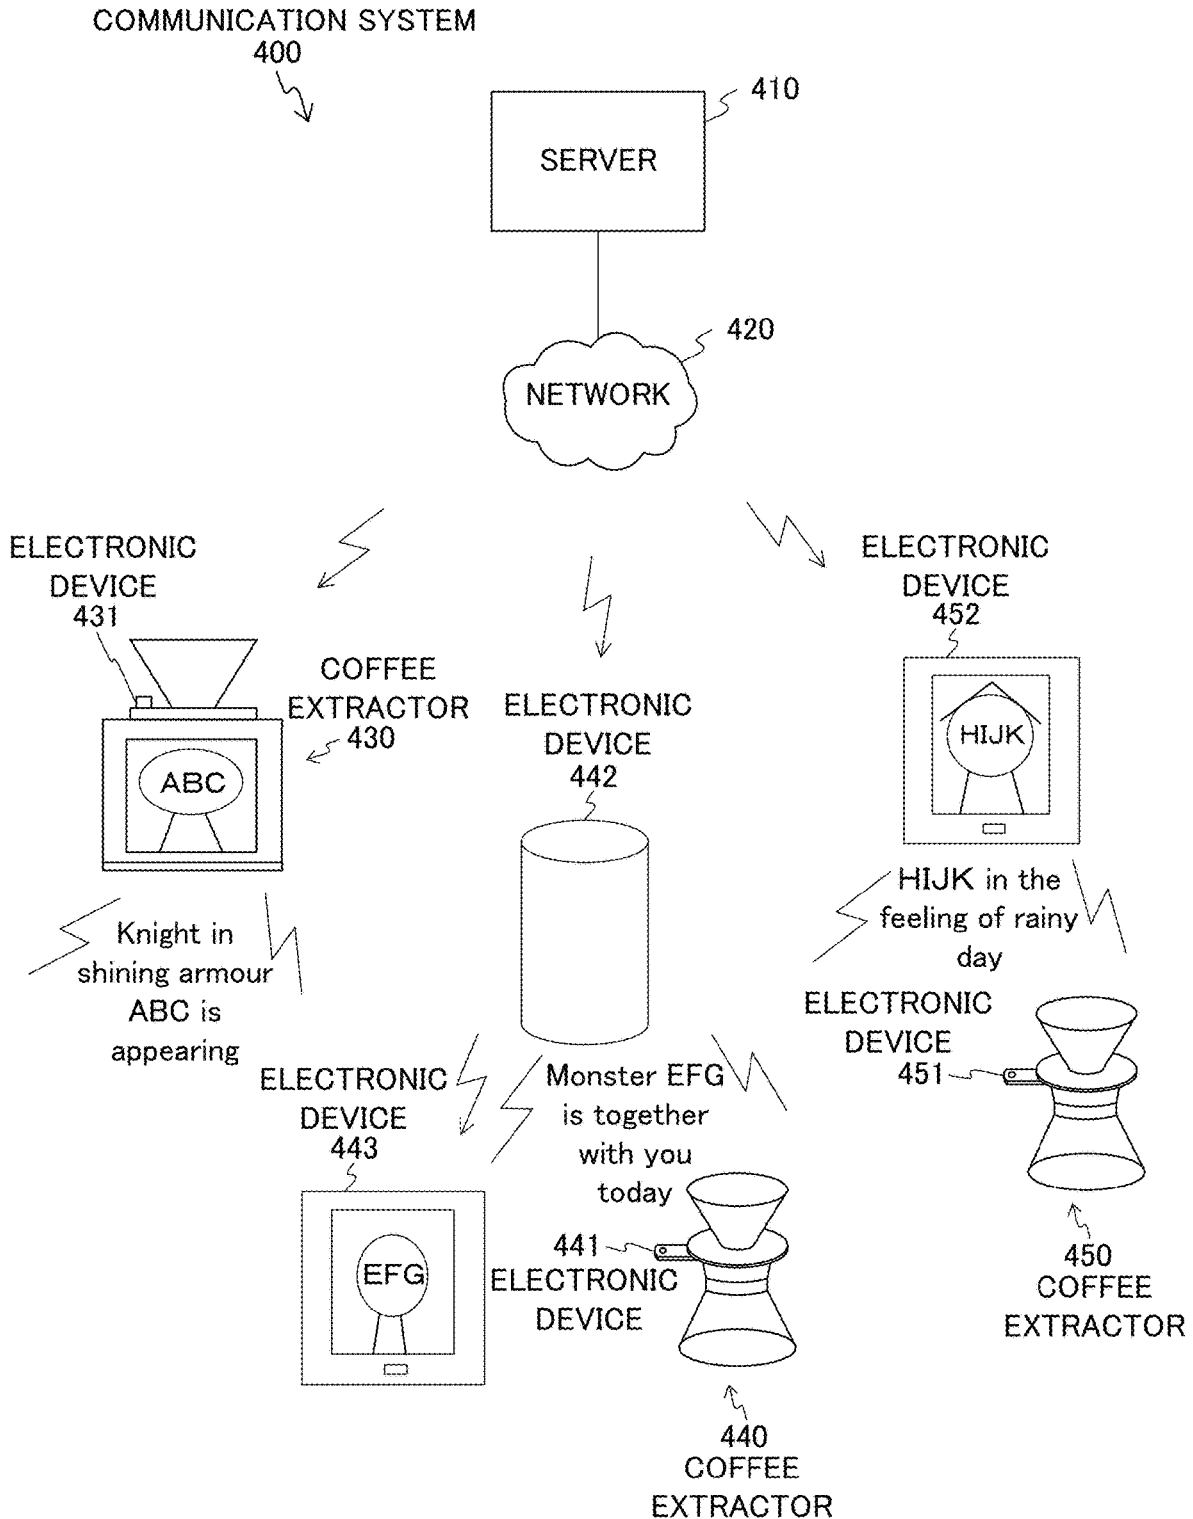 COMMUNICATION SYSTEM
400
410
SERVER
420
NETWORK
ELECTRONIC
DEVICE
431
COFFEE
EXTRACTOR
430
ABC
Knight in
shining armour
ABC is
appearing
ELECTRONIC
DEVICE
442
ELECTRONIC
DEVICE
452
HIJK
HIJK in the
feeling of rainy
day
ELECTRONIC
DEVICE
451
450
COFFEE
EXTRACTOR
ELECTRONIC
DEVICE
443
EFG
Monster EFG
is together
with you
today
441
ELECTRONIC
DEVICE
440
COFFEE
EXTRACTOR